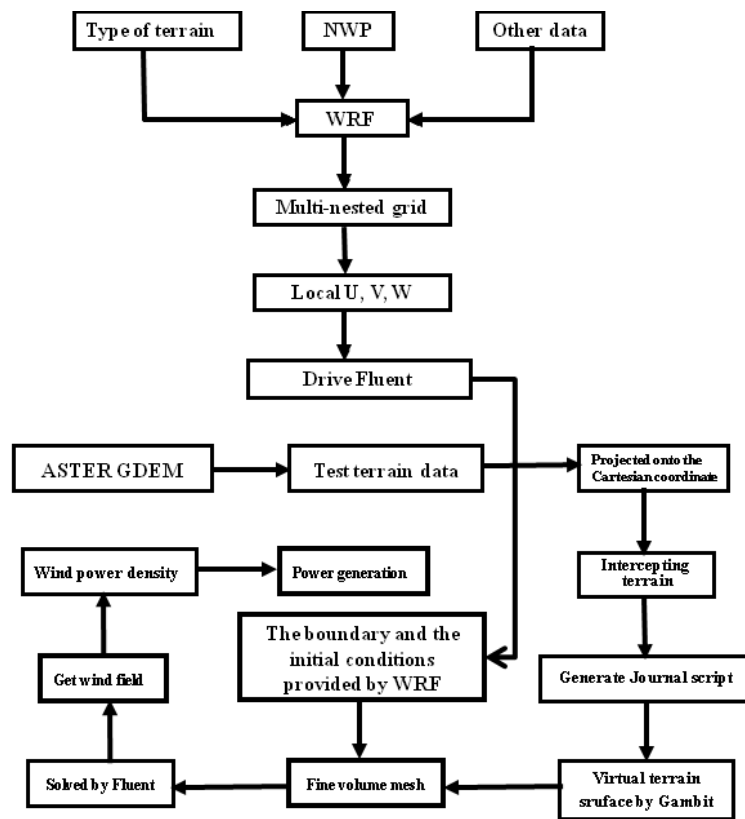 Type of terrain
NWP
Other data
WRF
Multi-nested grid
Local U, V, W
Drive Fluent
ASTER GDEM
Test terrain data
Projected onto the
Cartesian coordinate
Wind power density
Power generation
Intercepting
terrain
The boundary and the
initial conditions
provided by WRF
Get wind field
Generate Journal script
Solved by Fluent
Fine volume mesh
Virtual terrain
sruface by Gambit